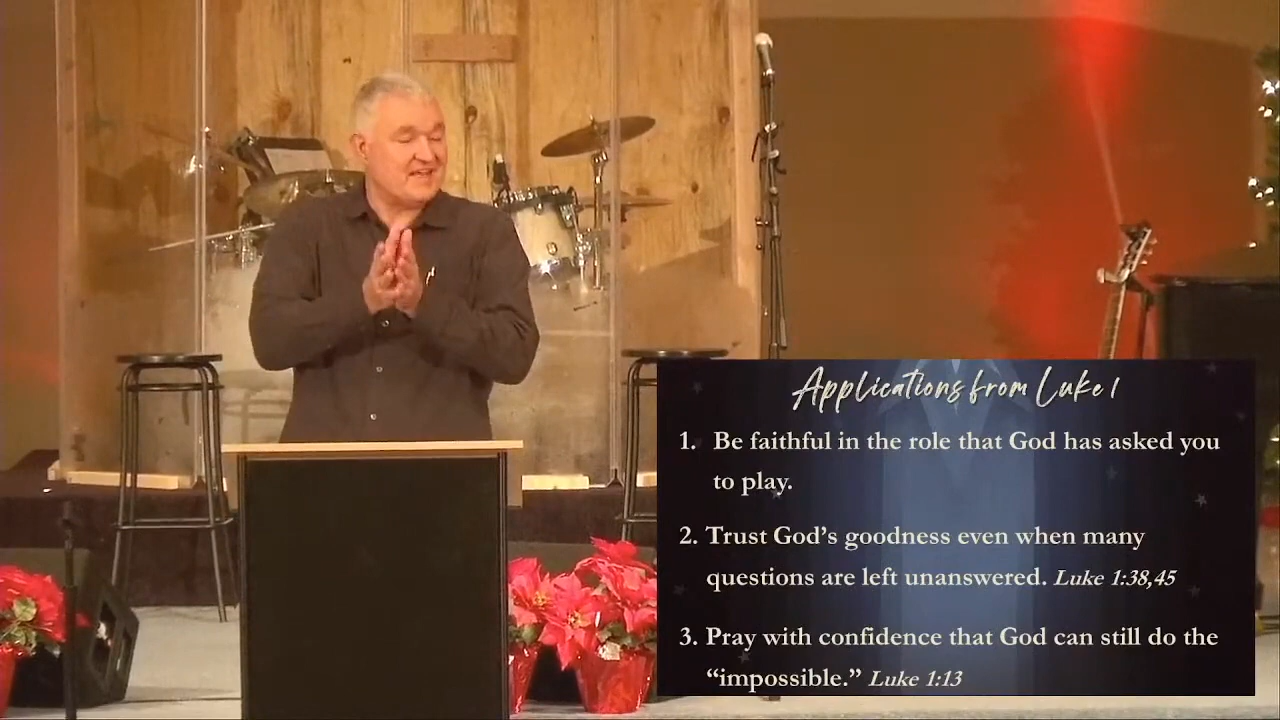 Applications from Luke 1
1. Be faithful in the role that God has asked you
to play.
2. Trust God’s goodness even when many
questions are left unanswered. Luke 1:38,45
3. Pray with confidence that God can still do the
“impossible.” Luke 1:13